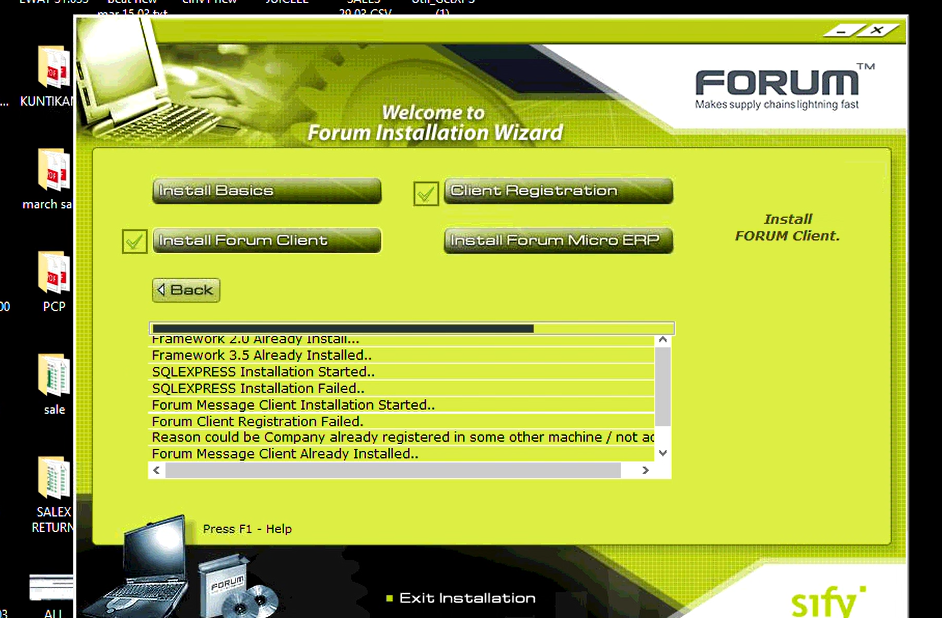 29.03 CSV
(1)
KUNTIKAN
march sa
PCP
sale
SALEX
RETURN
ALL
FORUM™
Makes supply chains lightning fast
Welcome to
Forum Installation Wizard
Install Basics
Client Registration
Install Forum Client
Install Forum Micro ERP
Install
FORUM Client.
Back
Framework 2.0 Already Install...
Framework 3.5 Already Installed..
SQLEXPRESS Installation Started..
SQLEXPRESS Installation Failed..
Forum Message Client Installation Started..
Forum Client Registration Failed.
Reason could be Company already registered in some other machine / not ac
Forum Message Client Already Installed..
Press F1 - Help
FORUM
Exit Installation
sify